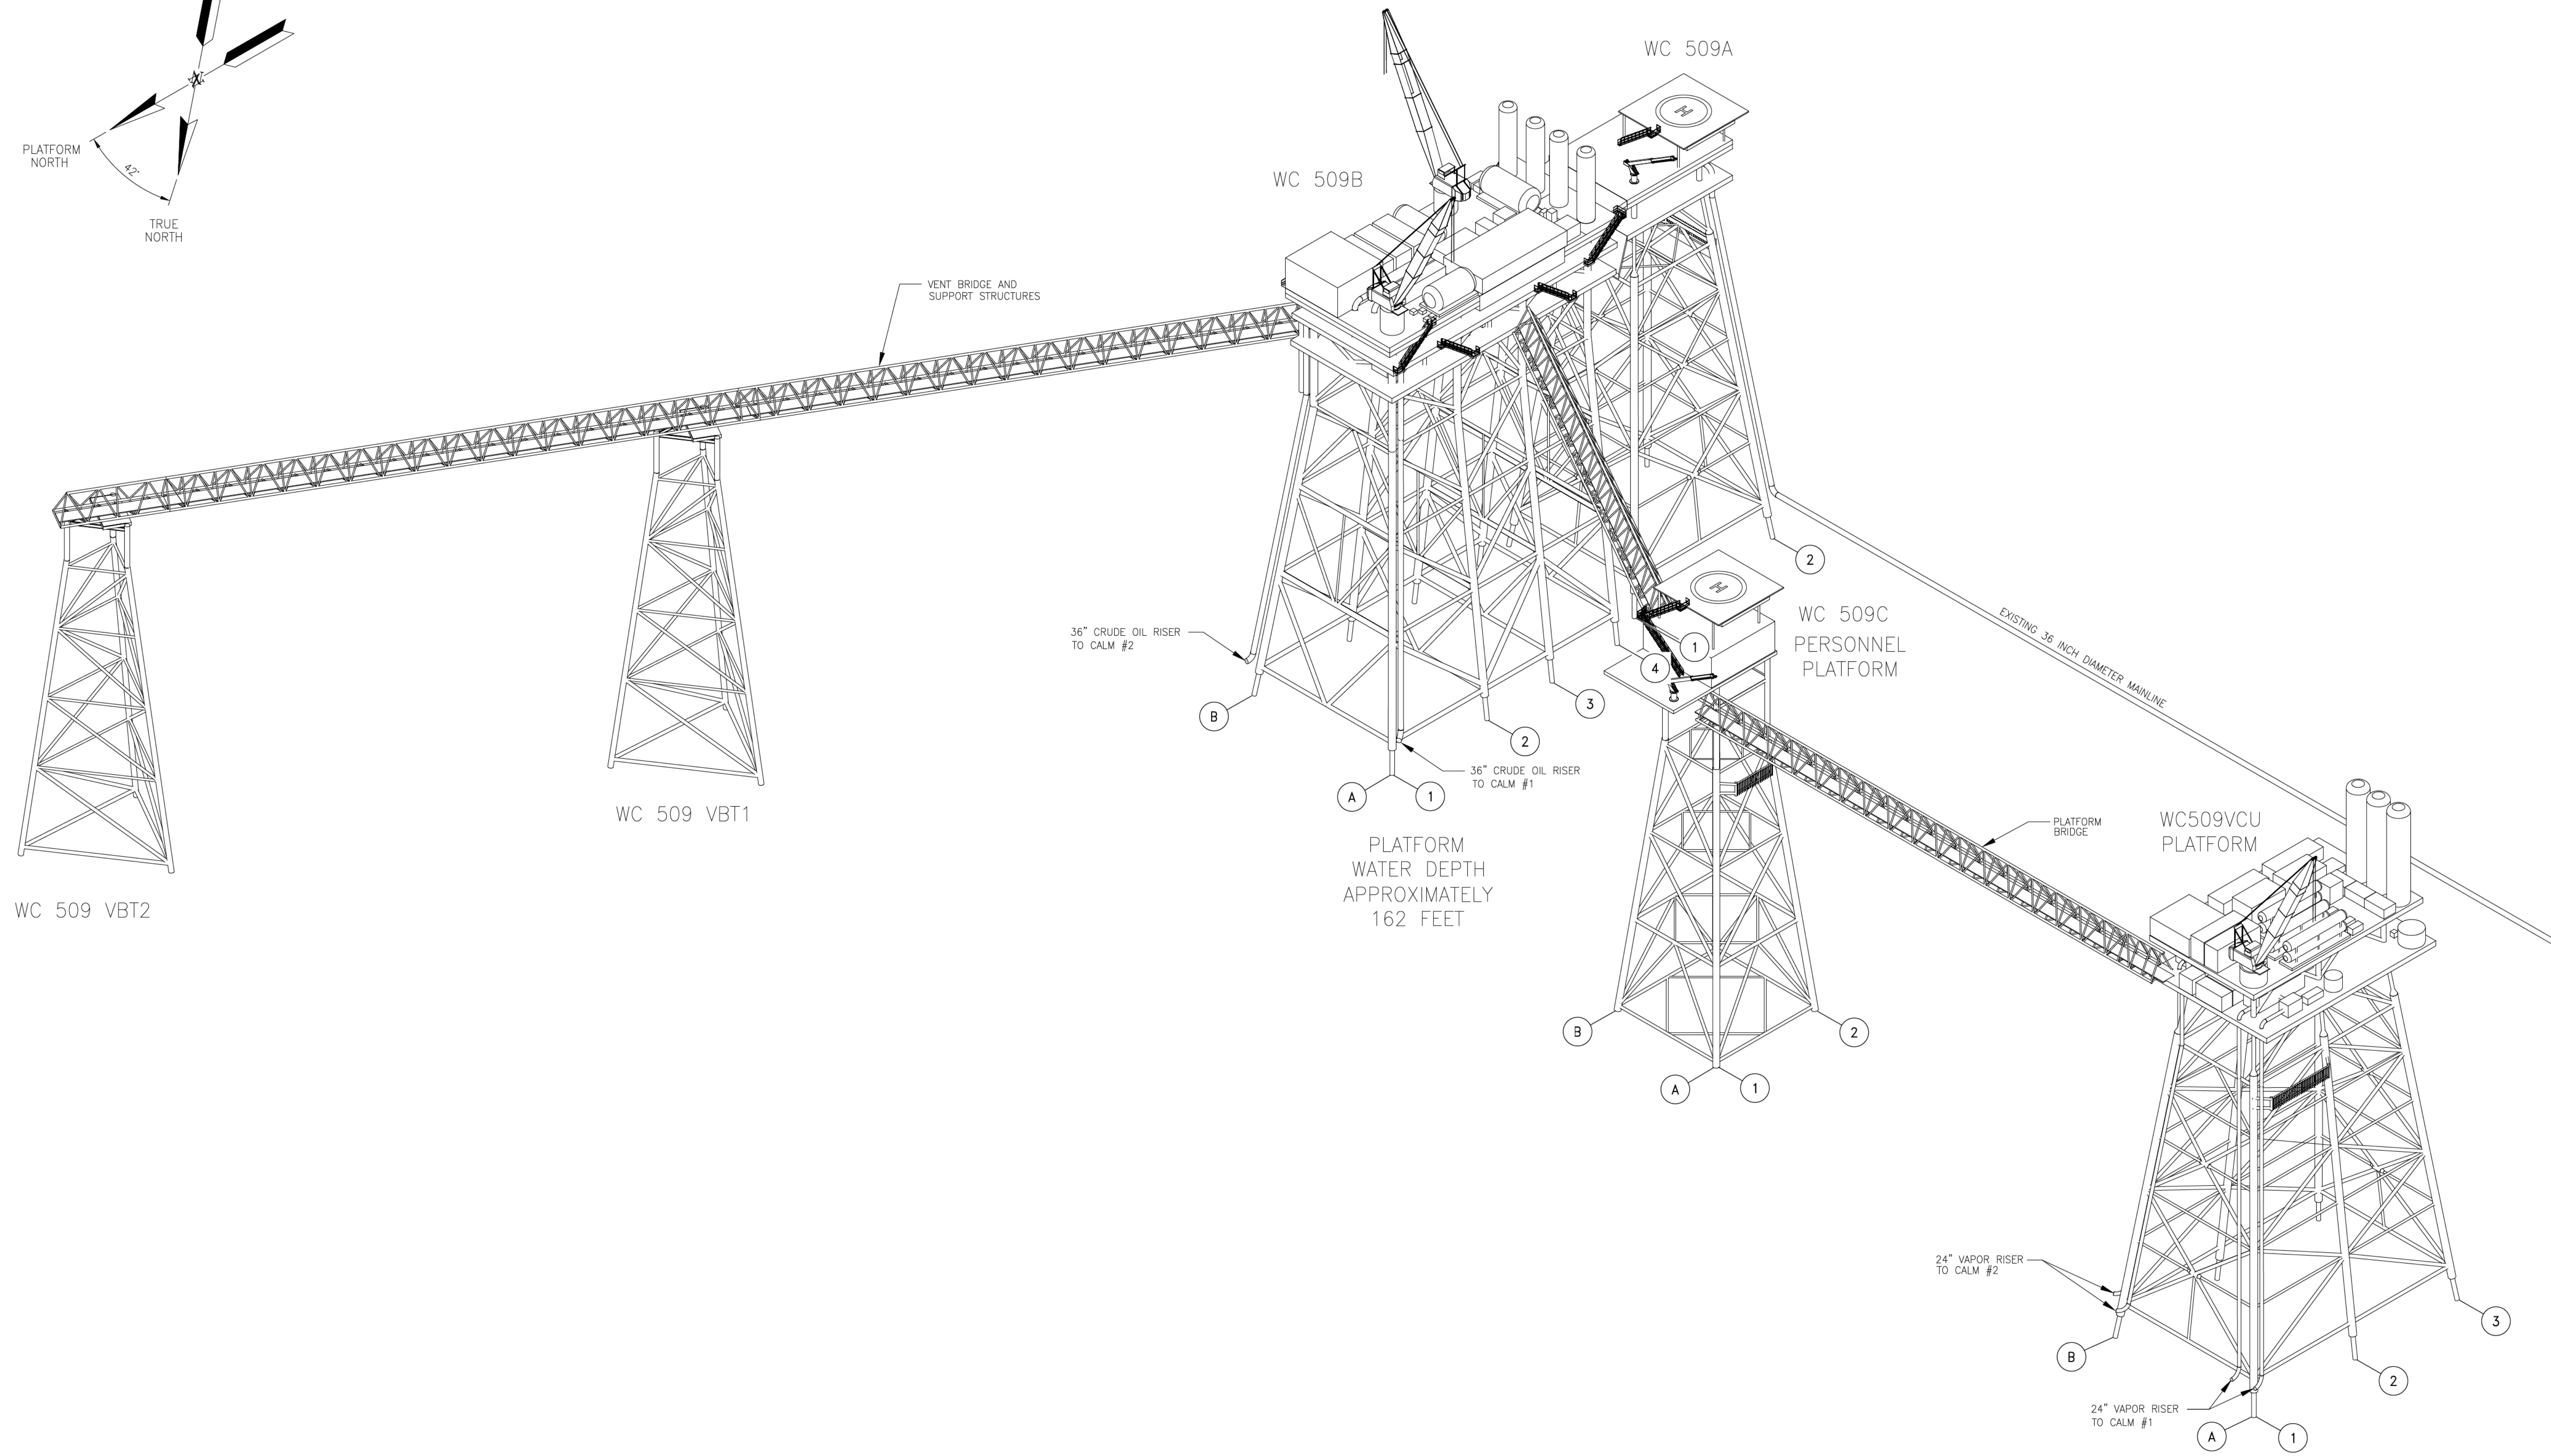 PLATFORM
NORTH
42°
TRUE
NORTH
VENT BRIDGE AND
SUPPORT STRUCTURES
WC 509B
WC 509A
H
2
36" CRUDE OIL RISER
TO CALM #2
H
WC 509C
PERSONNEL
PLATFORM
1
4
3
B
2
36" CRUDE OIL RISER
TO CALM #1
A
1
EXISTING 36 INCH DIAMETER MAINLINE
WC 509 VBT1
WC 509 VBT2
PLATFORM
WATER DEPTH
APPROXIMATELY
162 FEET
PLATFORM
BRIDGE
WC509VCU
PLATFORM
B
2
A
1
24" VAPOR RISER
TO CALM #2
3
B
2
24" VAPOR RISER
TO CALM #1
A
1